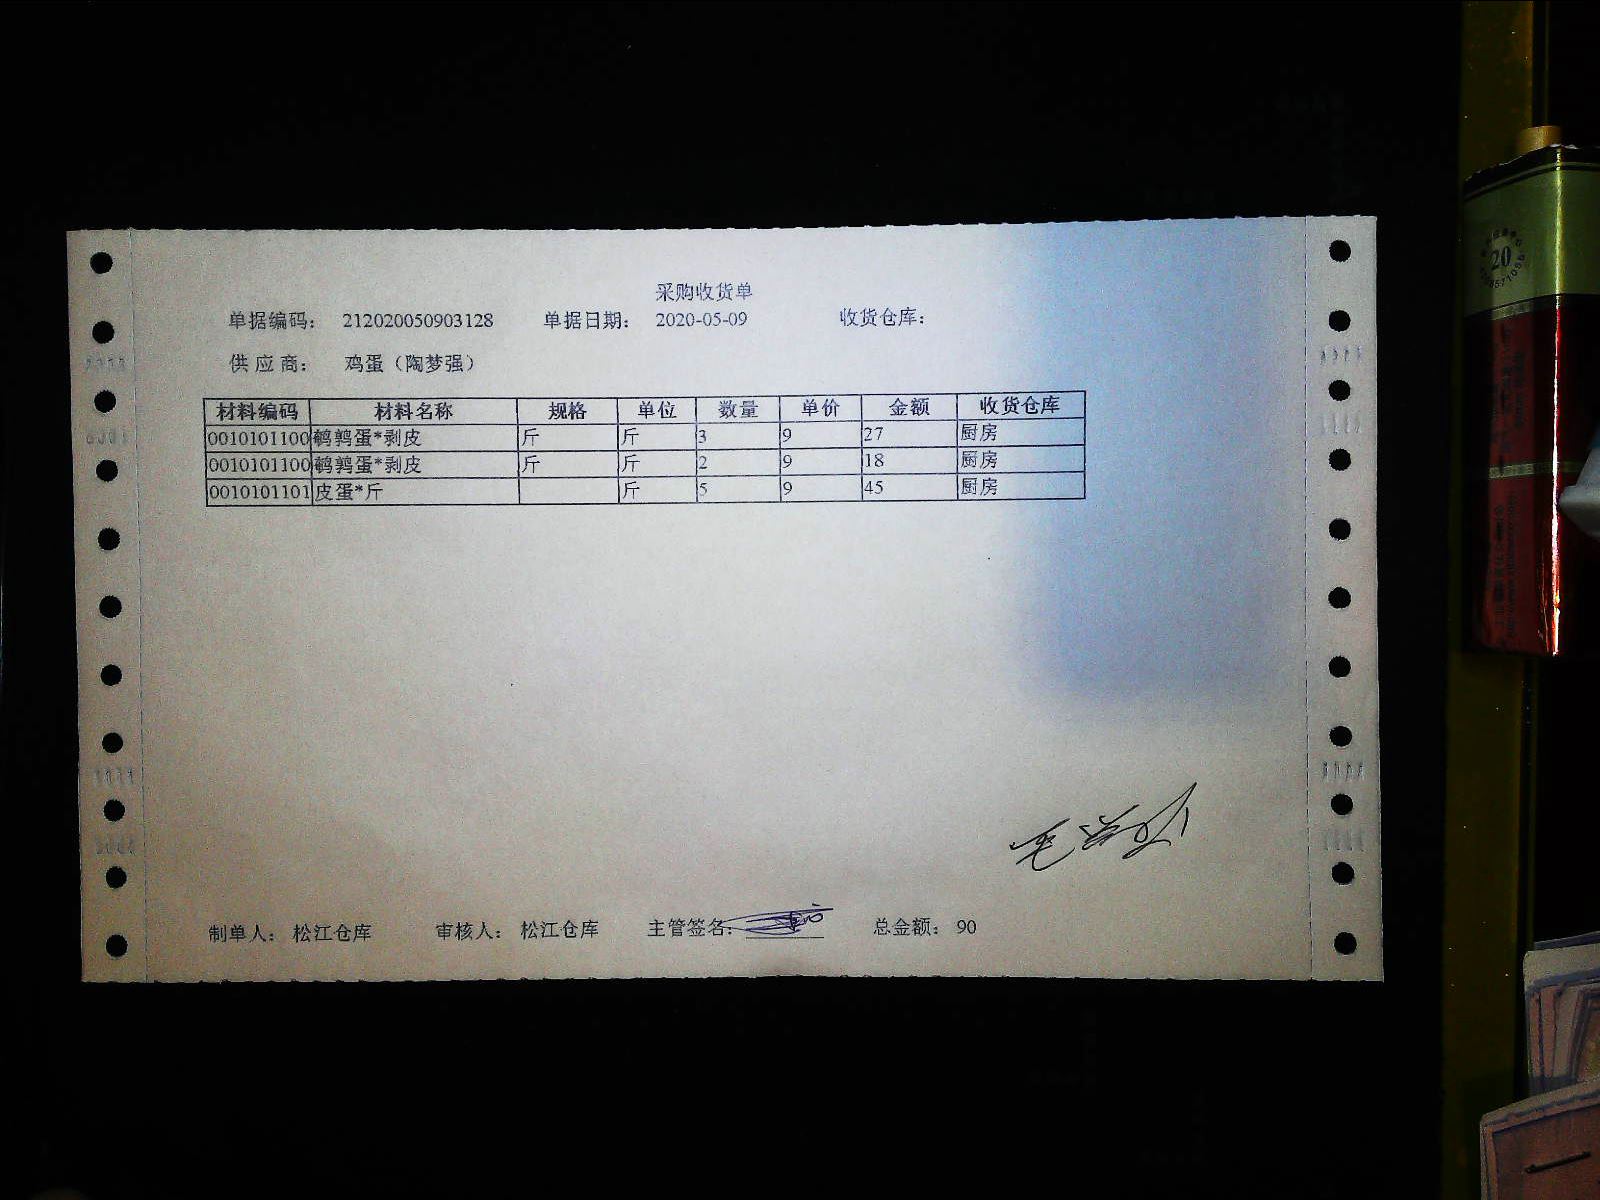 采购收货单
单据编码： 212020050903128 单据日期： 2020-05-09 收货仓库：
供 应 商： 鸡蛋（陶梦强）
材料编码 材料名称 规格 单位 数量 单价 金额 收货仓库
0010101100 鹌鹑蛋*剥皮 斤 斤 3 9 27 厨房
0010101100 鹌鹑蛋*剥皮 斤 斤 2 9 18 厨房
0010101101 皮蛋*斤 斤 5 9 45 厨房
制单人： 松江仓库 审核人： 松江仓库 主管签名： 总金额： 90
20